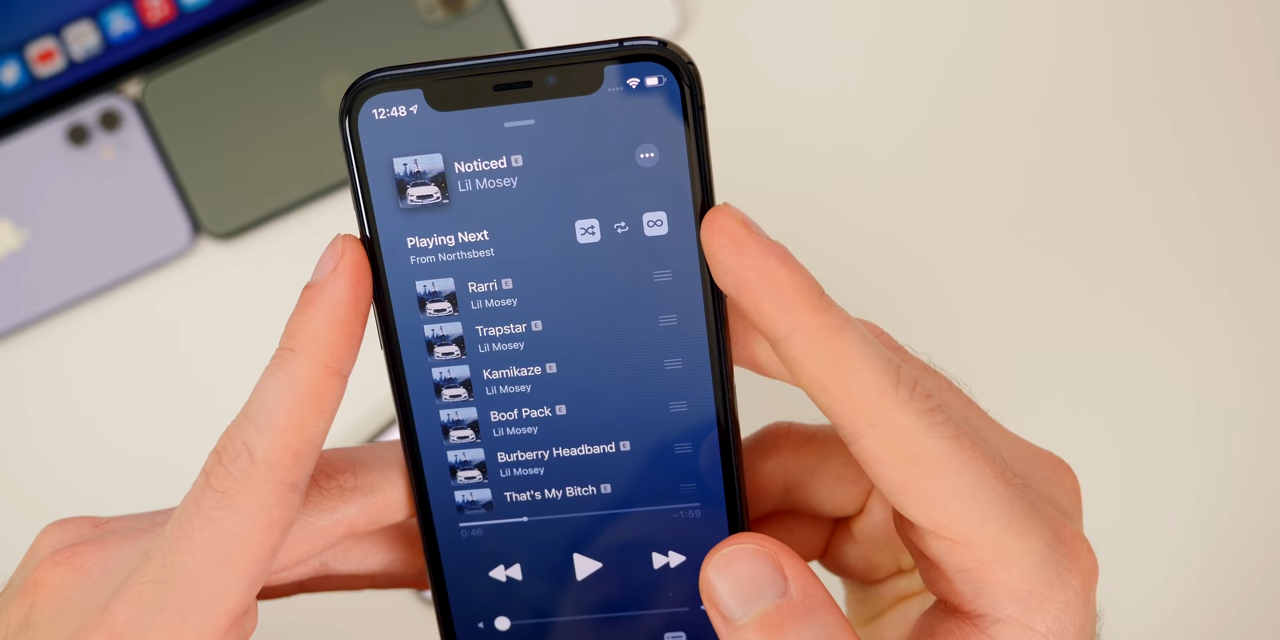 12:48
Noticed E
Lil Mosey
Playing Next
From Northsbest
Rarri E
Lil Mosey
Trapstar E
Lil Mosey
Kamikaze E
Lil Mosey
Boof Pack E
Lil Mosey
Burberry Headband E
Lil Mosey
That's My Bitch E
0:46
-1:59